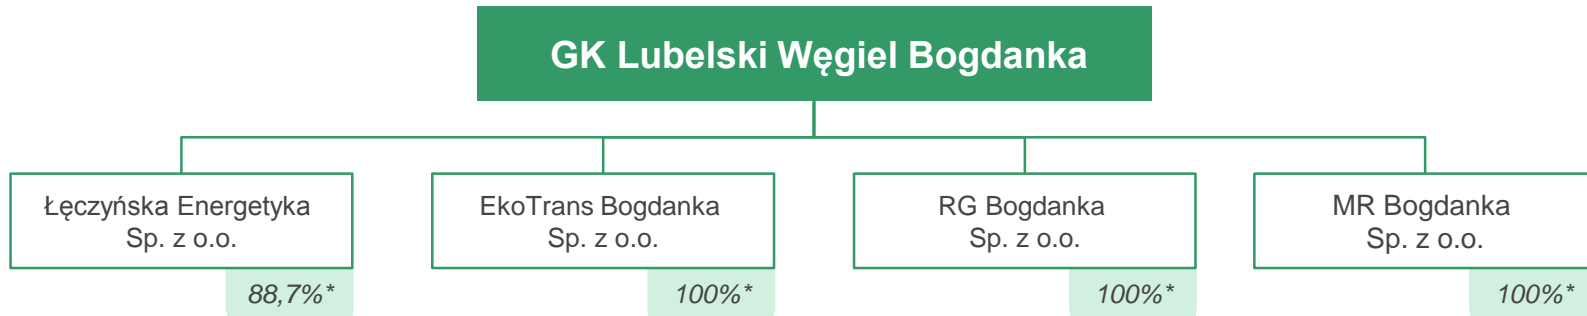 GK Lubelski Węgiel Bogdanka
Łęczyńska Energetyka
Sp. z o.o.
88,7%*
EkoTrans Bogdanka
Sp. z o.o.
100%*
RG Bogdanka
Sp. z o.o.
100%*
MR Bogdanka
Sp. z o.o.
100%*